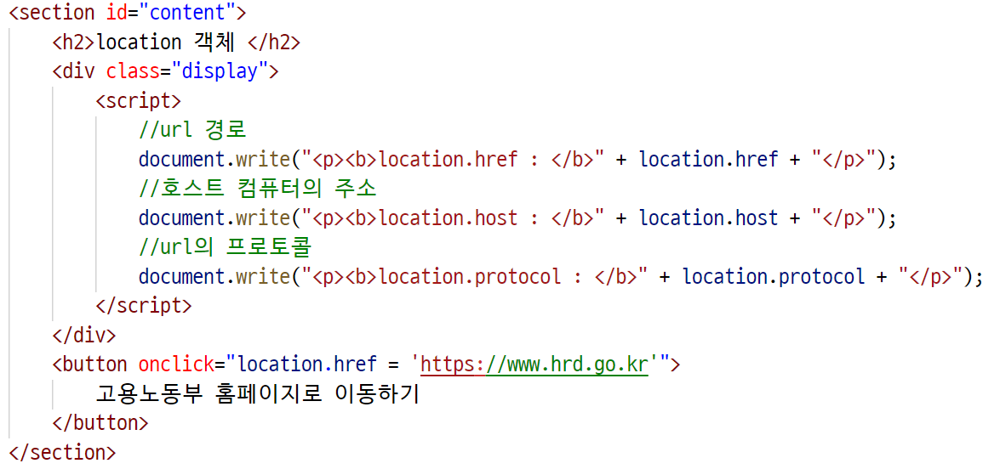 <section id="content">
<h2>location 객체 </h2>
<div class="display">
<script>
//url 경로
document.write("<p><b>location.href : </b>" + location.href + "</p>");
//호스트 컴퓨터의 주소
document.write("<p><b>location.host : </b>" + location.host + "</p>");
//url의 프로토콜
document.write("<p><b>location.protocol : </b>" + location.protocol + "</p>");
</script>
</div>
<button onclick="location.href = 'https://www.hrd.go.kr'">
고용노동부 홈페이지로 이동하기
</button>
</section>